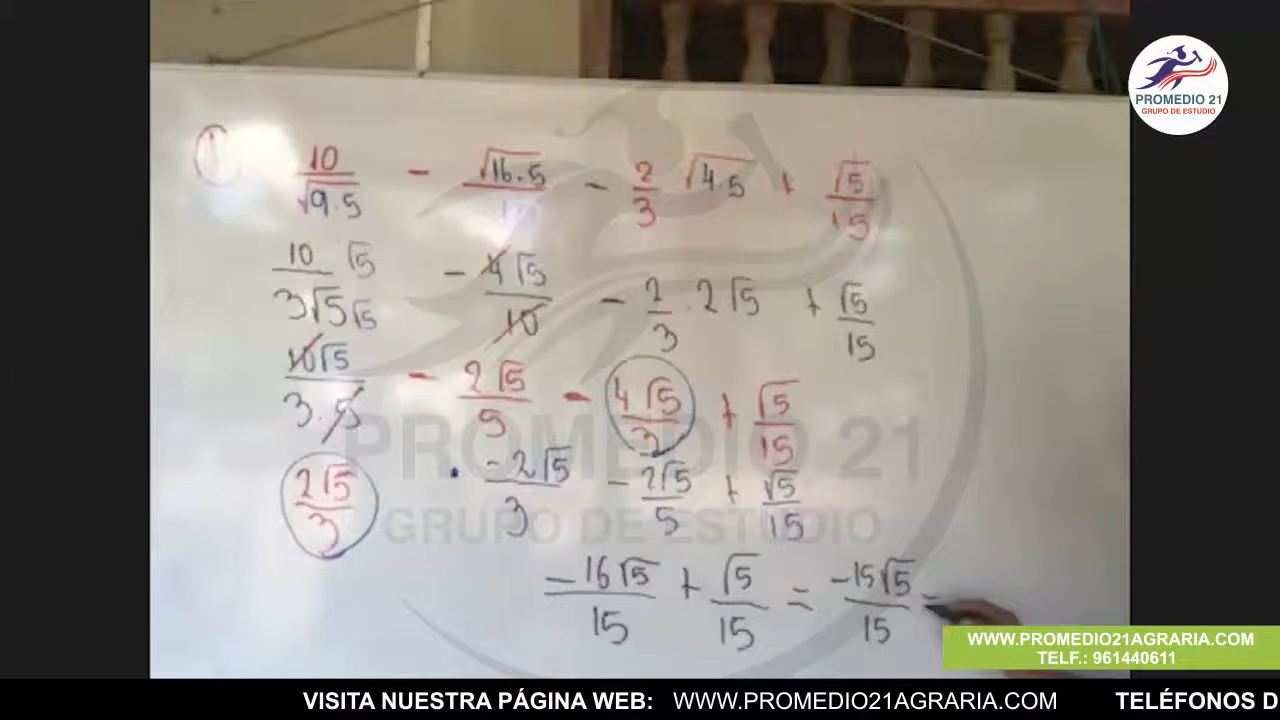 PROMEDIO 21
GRUPO DE ESTUDIO
1
10/√9.5 - √16.5/10 - 2/3 √4.5 + √5/15
10 √5/3√5 √5 - 4√5/10 - 2/3 . 2√5 + √5/15
10√5/3.5 - 2√5/5 - 4√5/3 + √5/15
2√5/3 . -2√5/3 - 2√5/5 + √5/15
-16√5/15 + √5/15 = -15√5/15 =
PROMEDIO 21
GRUPO DE ESTUDIO
WWW.PROMEDIO21AGRARIA.COM
TELF.: 961440611
VISITA NUESTRA PÁGINA WEB: WWW.PROMEDIO21AGRARIA.COM TELÉFONOS D